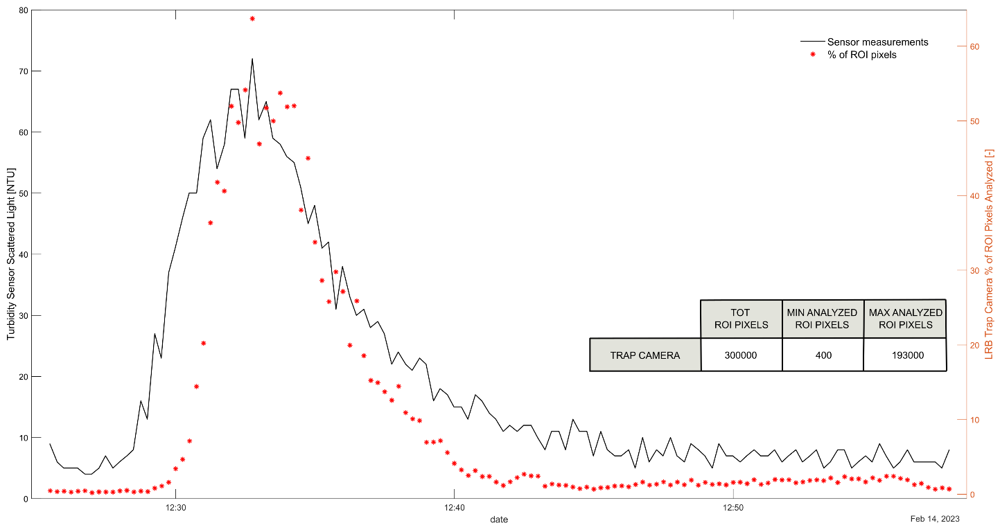 80
70
60
50
40
30
20
10
0
Turbidity Sensor Scattered Light [NTU]
Sensor measurements
% of ROI pixels
60
50
40
30
20
10
0
LRB Trap Camera % of ROI Pixels Analyzed [-]
TOT
ROI PIXELS
MIN ANALYZED
ROI PIXELS
MAX ANALYZED
ROI PIXELS
TRAP CAMERA 300000 400 193000
12:30 12:40 12:50
date
Feb 14, 2023